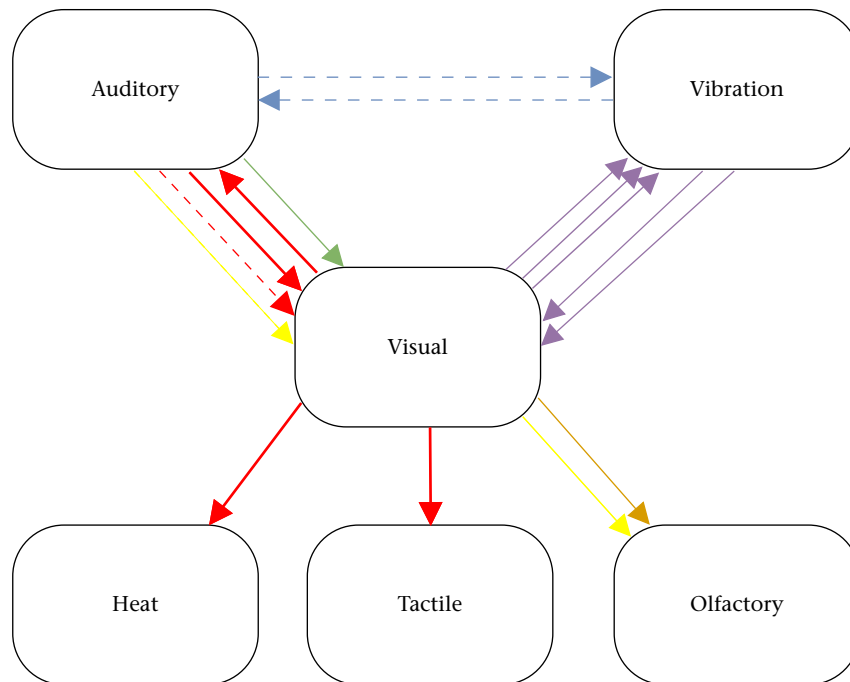 Auditory
Vibration
Visual
Heat
Tactile
Olfactory